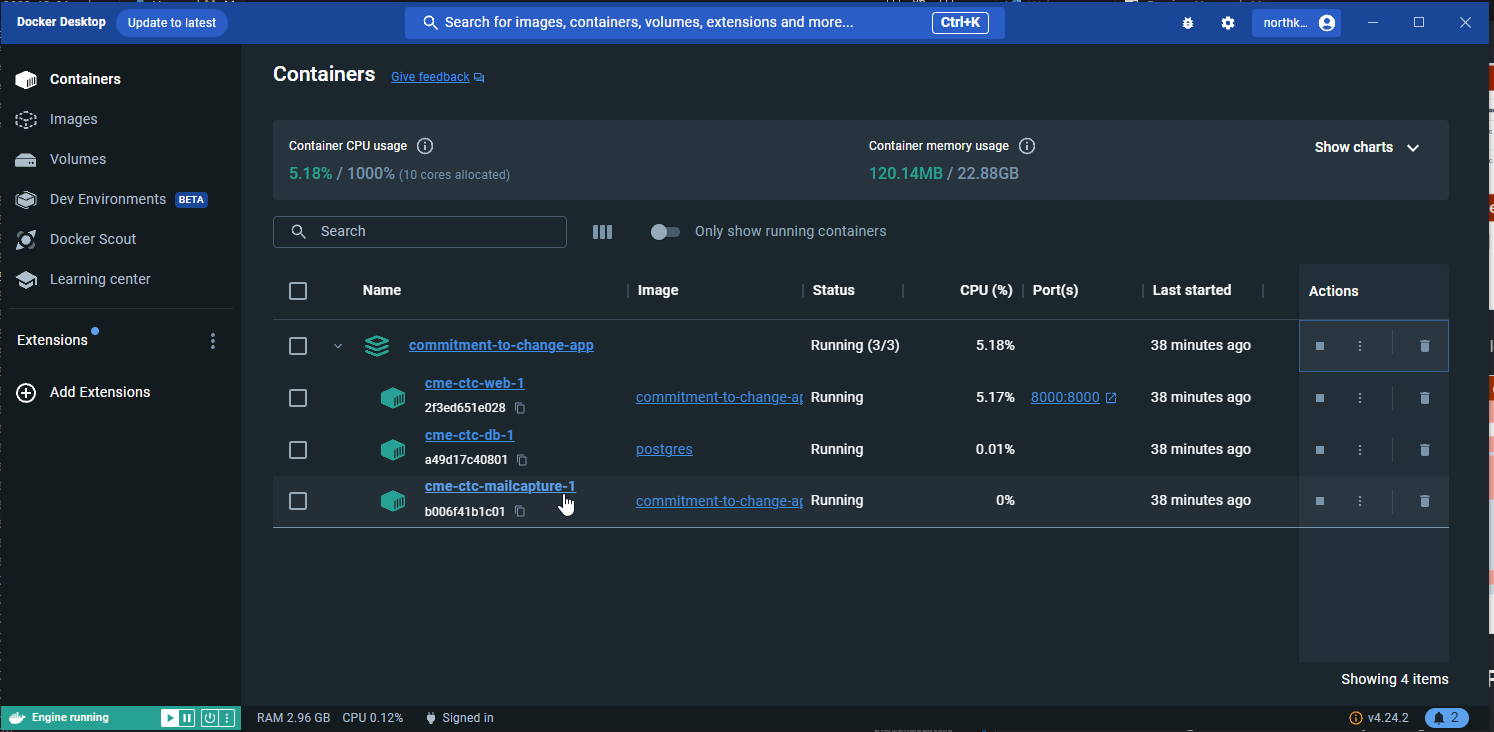 Docker Desktop Update to latest Search for images, containers, volumes, extensions and more... Ctrl+K northk...
Containers
Images
Volumes
Dev Environments BETA
Docker Scout
Learning center
Extensions
Add Extensions
Containers Give feedback
Container CPU usage
5.18% / 1000% (10 cores allocated)
Container memory usage
120.14MB / 22.88GB
Show charts
Search
Only show running containers
Name Image Status CPU (%) Port(s) Last started Actions
commitment-to-change-app Running (3/3) 5.18% 38 minutes ago
cme-ctc-web-1
2f3ed651e028
commitment-to-change-ap Running 5.17% 8000:8000 38 minutes ago
cme-ctc-db-1
a49d17c40801
postgres Running 0.01% 38 minutes ago
cme-ctc-mailcapture-1
b006f41b1c01
commitment-to-change-ap Running 0% 38 minutes ago
Showing 4 items
Engine running RAM 2.96 GB CPU 0.12% Signed in v4.24.2 2